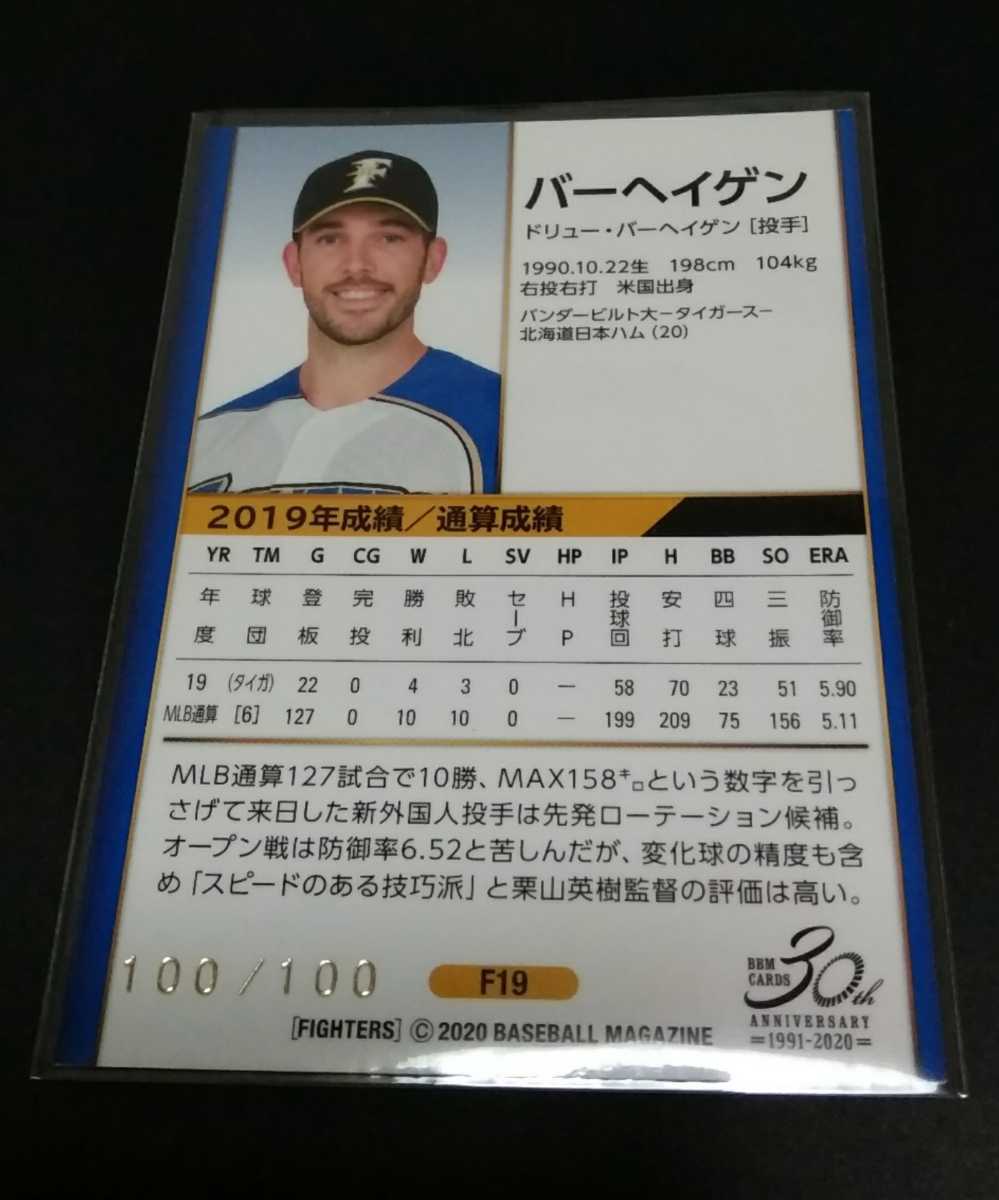 F
バーヘイゲン
ドリュー・バーヘイゲン [投手]
1990.10.22生 198cm 104kg
右投右打 米国出身
バンダービルト大－タイガース－
北海道日本ハム (20)
2019年成績／通算成績
YR TM G CG W L SV HP IP H BB SO ERA
年度 球団 登板 完投 勝利 敗北 セーブ HP 投球回 安打 四球 三振 防御率
19 (タイガ) 22 0 4 3 0 － 58 70 23 51 5.90
MLB通算 [6] 127 0 10 10 0 － 199 209 75 156 5.11
MLB通算127試合で10勝、MAX158㌔という数字を引っ
さげて来日した新外国人投手は先発ローテーション候補。
オープン戦は防御率6.52と苦しんだが、変化球の精度も含
め「スピードのある技巧派」と栗山英樹監督の評価は高い。
100/100
F19
BBM
CARDS
30th
ANNIVERSARY
=1991-2020=
[FIGHTERS] © 2020 BASEBALL MAGAZINE